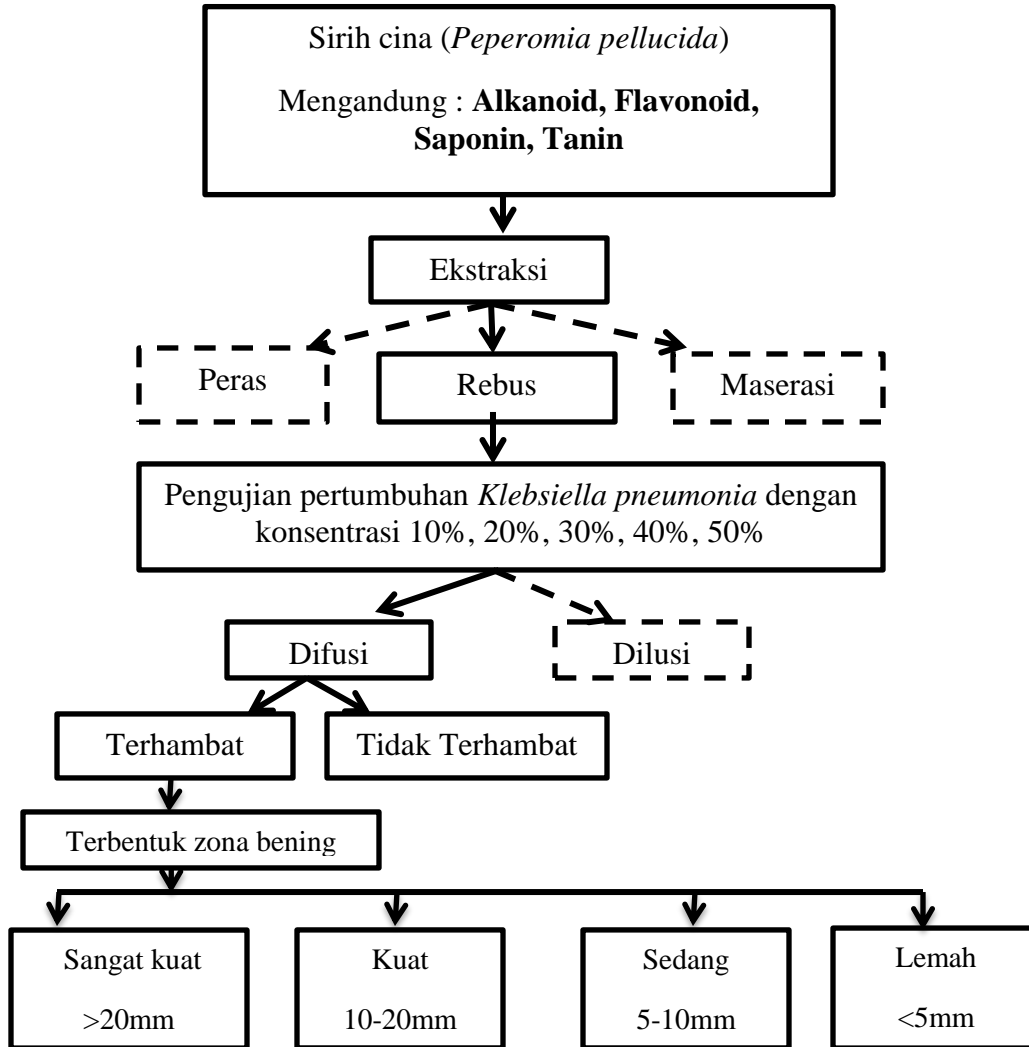 Sirih cina (Peperomia pellucida)
Mengandung : Alkanoid, Flavonoid,
Saponin, Tanin
Ekstraksi
Peras
Rebus
Maserasi
Pengujian pertumbuhan Klebsiella pneumonia dengan
konsentrasi 10%, 20%, 30%, 40%, 50%
Difusi
Dilusi
Terhambat
Tidak Terhambat
Terbentuk zona bening
Sangat kuat
>20mm
Kuat
10-20mm
Sedang
5-10mm
Lemah
<5mm